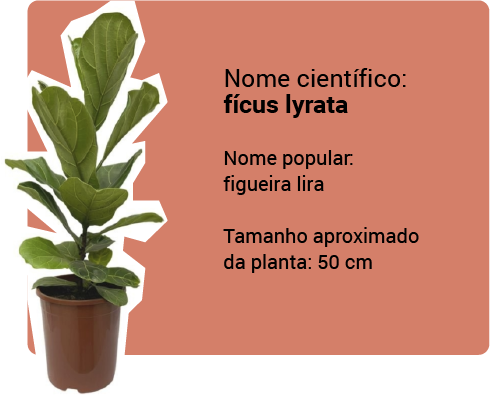 Nome científico:
fícus lyrata
Nome popular:
figueira lira
Tamanho aproximado
da planta: 50 cm